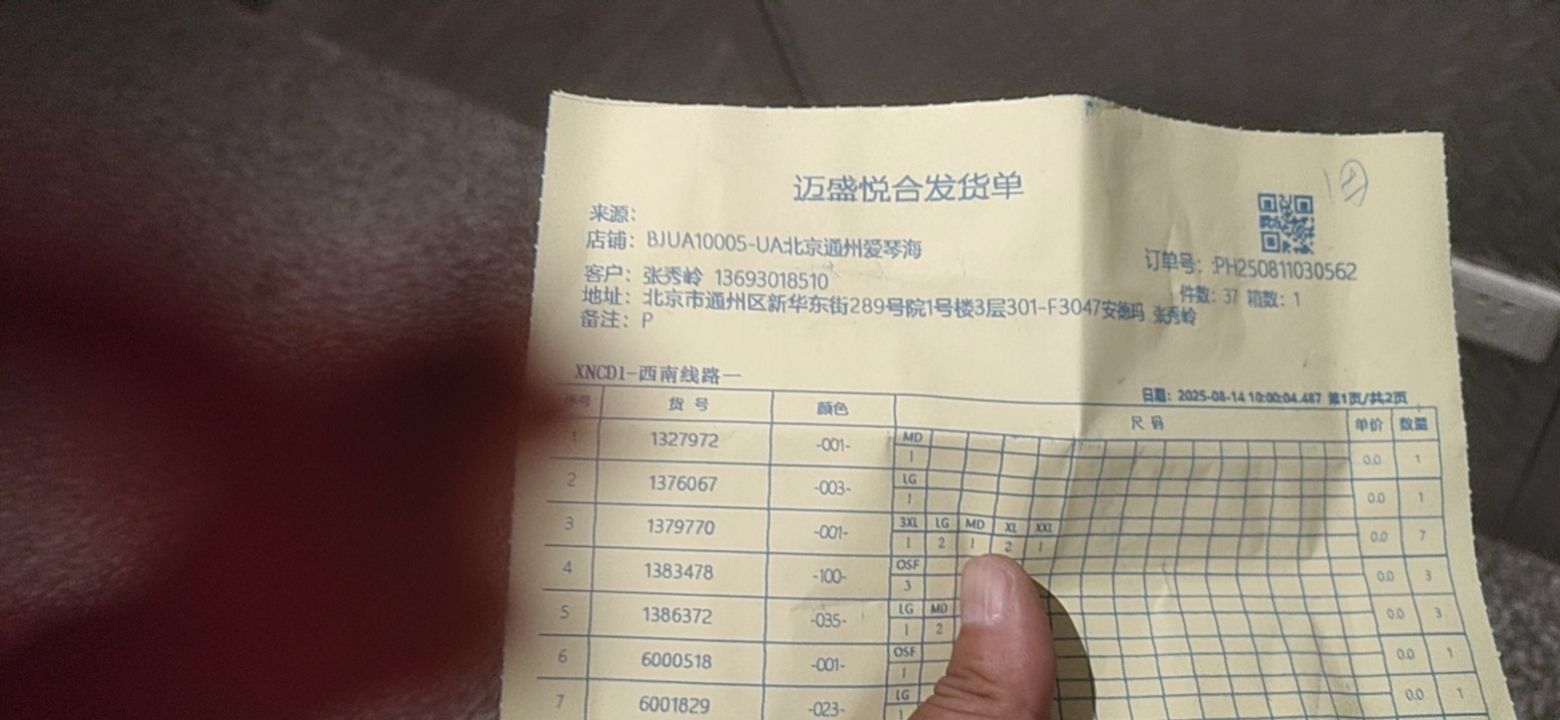 迈盛悦合发货单
来源：
店铺：BJUA10005-UA北京通州爱琴海
订单号：PH250811030562
客户：张秀岭 13693018510
件数：37 箱数：1
地址：北京市通州区新华东街289号院1号楼3层301-F3047安德玛 张秀岭
备注：P
XNCD1-西南线路一
日期：2025-08-14 10:00:04.487 第1页/共2页
序号 货号 颜色 尺码 单价 数量
1 1327972 -001- MD 0.0 1
1
2 1376067 -003- LG 0.0 1
1
3 1379770 -001- 3XL LG MD XL XXL 0.0 7
1 2 1 2 1
4 1383478 -100- OSF 0.0 3
3
5 1386372 -035- LG MD 0.0 3
1 2
6 6000518 -001- OSF 0.0 1
1
7 6001829 -023- LG 0.0 1
1